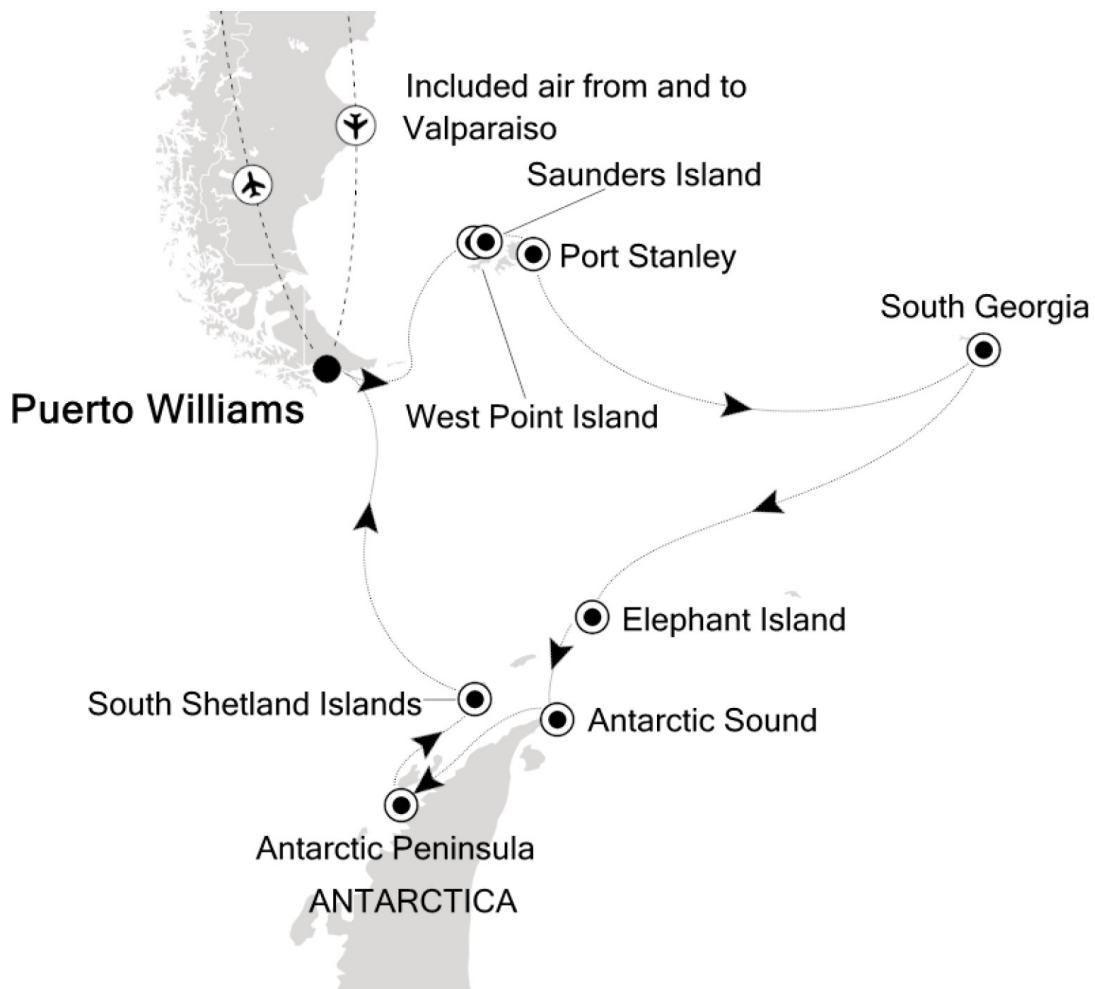 Included air from and to
Valparaiso
Saunders Island
Port Stanley
South Georgia
Puerto Williams
West Point Island
Elephant Island
South Shetland Islands
Antarctic Sound
Antarctic Peninsula
ANTARCTICA